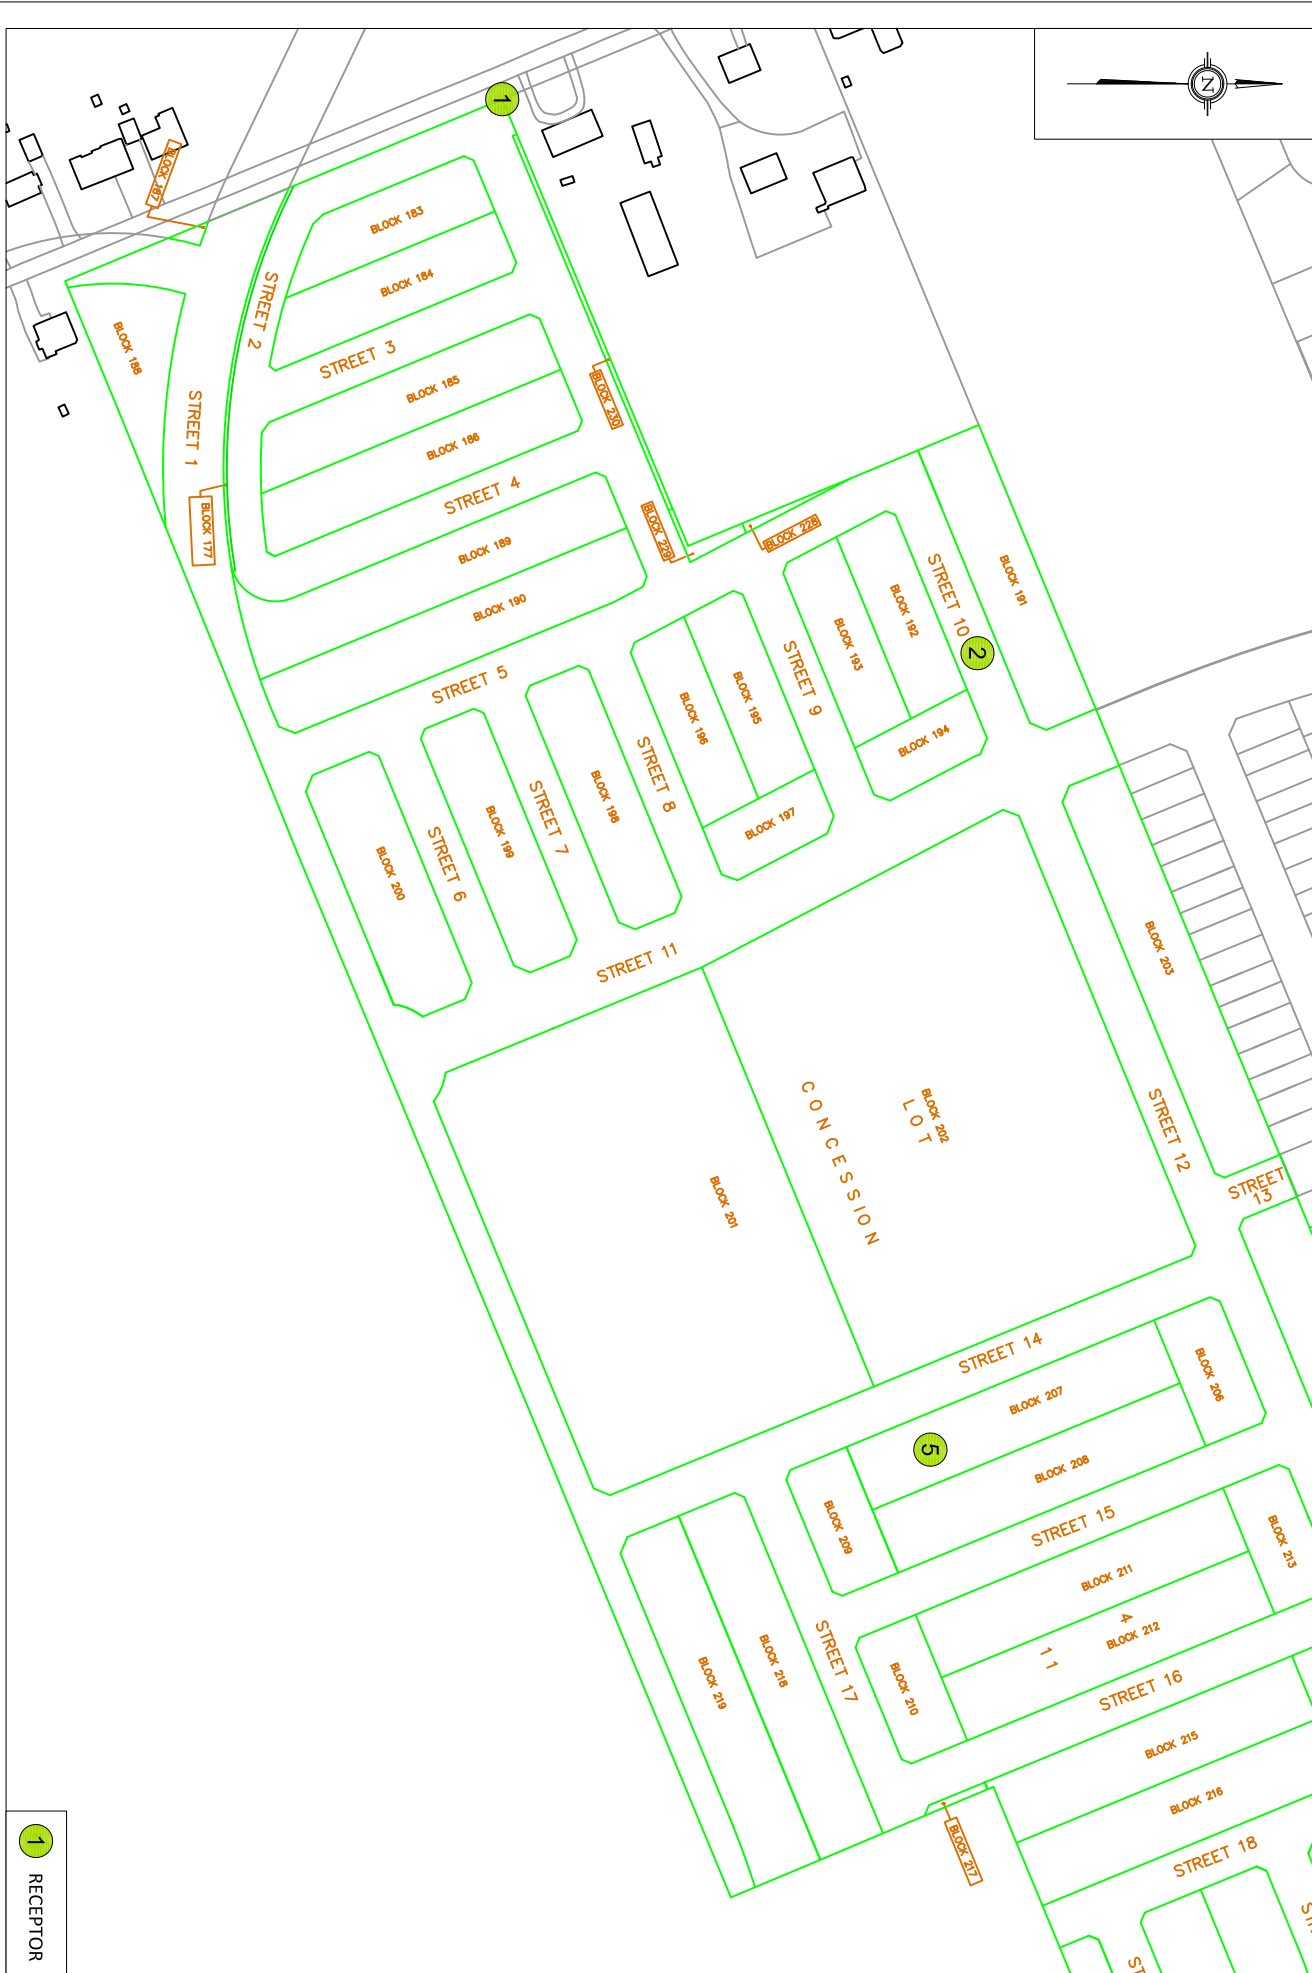 N
1
BLOCK 187
BLOCK 183
BLOCK 184
STREET 2
STREET 3
BLOCK 188
BLOCK 185
STREET 1
BLOCK 230
BLOCK 186
STREET 4
BLOCK 177
BLOCK 229
BLOCK 228
BLOCK 189
BLOCK 190
STREET 10
BLOCK 191
BLOCK 192
BLOCK 193
2
STREET 9
STREET 5
BLOCK 195
BLOCK 196
BLOCK 194
STREET 8
BLOCK 198
STREET 7
BLOCK 197
BLOCK 199
STREET 6
BLOCK 200
BLOCK 203
STREET 11
CONCESSION
LOT
BLOCK 202
STREET 12
BLOCK 201
STREET
13
STREET 14
BLOCK 206
BLOCK 207
5
BLOCK 208
BLOCK 209
STREET 15
BLOCK 213
BLOCK 211
4
BLOCK 212
11
STREET 17
BLOCK 218
BLOCK 219
BLOCK 210
STREET 16
BLOCK 215
BLOCK 216
BLOCK 217
STREET 18
1 RECEPTOR